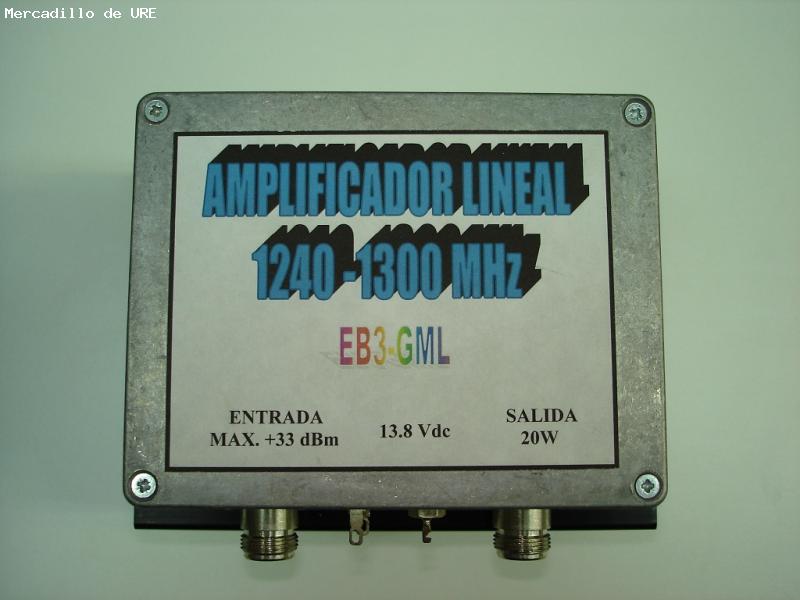 Mercadillo de URE
AMPLIFICADOR LINEAL
1240 -1300 MHz
EB3-GML
ENTRADA
MAX. +33 dBm
13.8 Vdc
SALIDA
20W